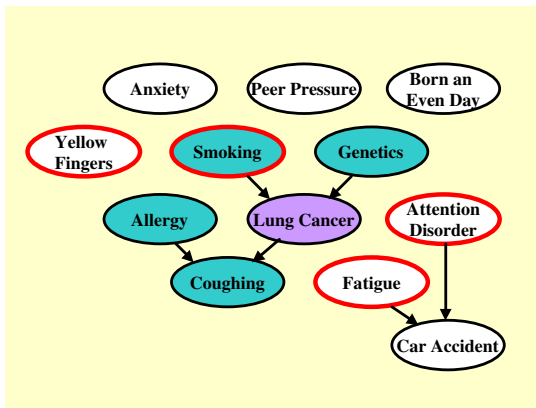 Anxiety
Peer Pressure
Born an
Even Day
Yellow
Fingers
Smoking
Genetics
Allergy
Lung Cancer
Attention
Disorder
Coughing
Fatigue
Car Accident